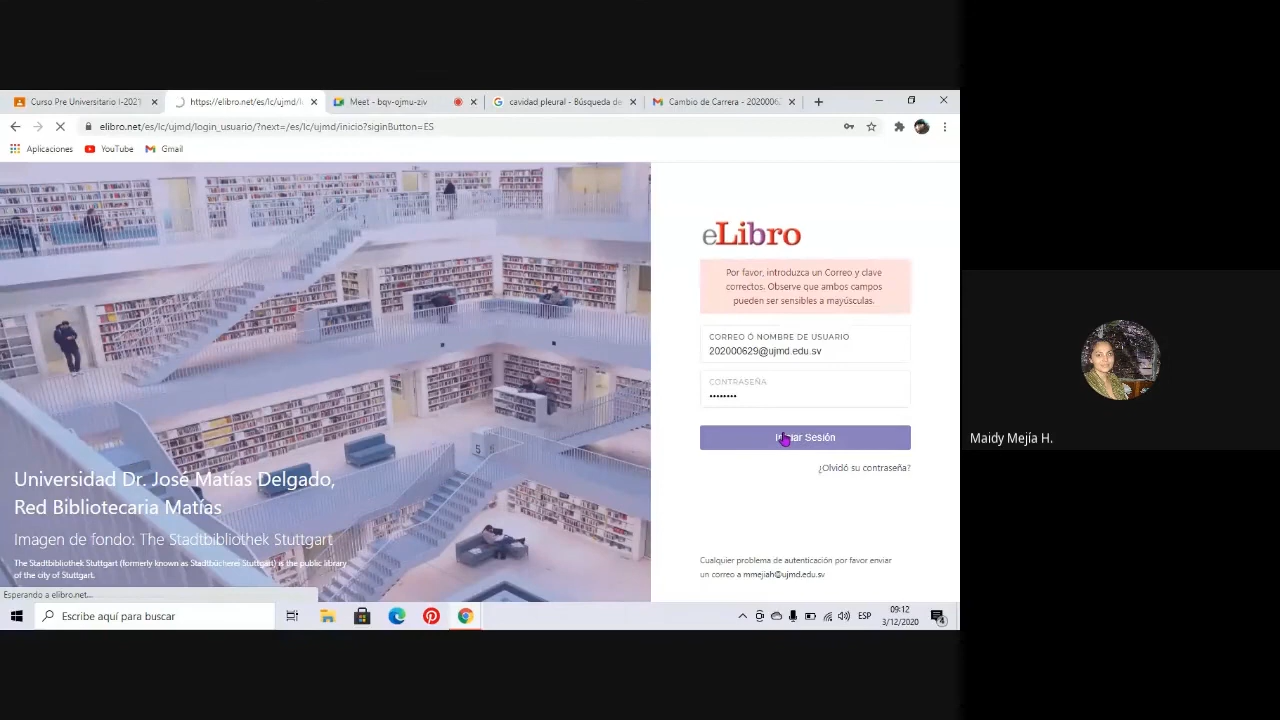 Curso Pre Universitario I-2021
https://elibro.net/es/lc/ujmd/l
Meet - bqv-ojmu-ziv
cavidad pleural - Búsqueda de
Cambio de Carrera - 2020006
elibro.net/es/lc/ujmd/login_usuario/?next=/es/lc/ujmd/inicio?siginButton=ES
Aplicaciones YouTube Gmail
eLibro
Por favor, introduzca un Correo y clave
correctos. Observe que ambos campos
pueden ser sensibles a mayúsculas.
CORREO Ó NOMBRE DE USUARIO
202000629@ujmd.edu.sv
CONTRASEÑA
••••••••
Sesión
¿Olvidó su contraseña?
Cualquier problema de autenticación por favor enviar
un correo a mmejiah@ujmd.edu.sv
5
Universidad Dr. José Matías Delgado,
Red Bibliotecaria Matías
Imagen de fondo: The Stadtbibliothek Stuttgart
The Stadtbibliothek Stuttgart (formerly known as Stadtbücherei Stuttgart) is the public library
of the city of Stuttgart.
Esperando a elibro.net...
Escribe aquí para buscar
ESP
09:12
3/12/2020
4
Maidy Mejía H.